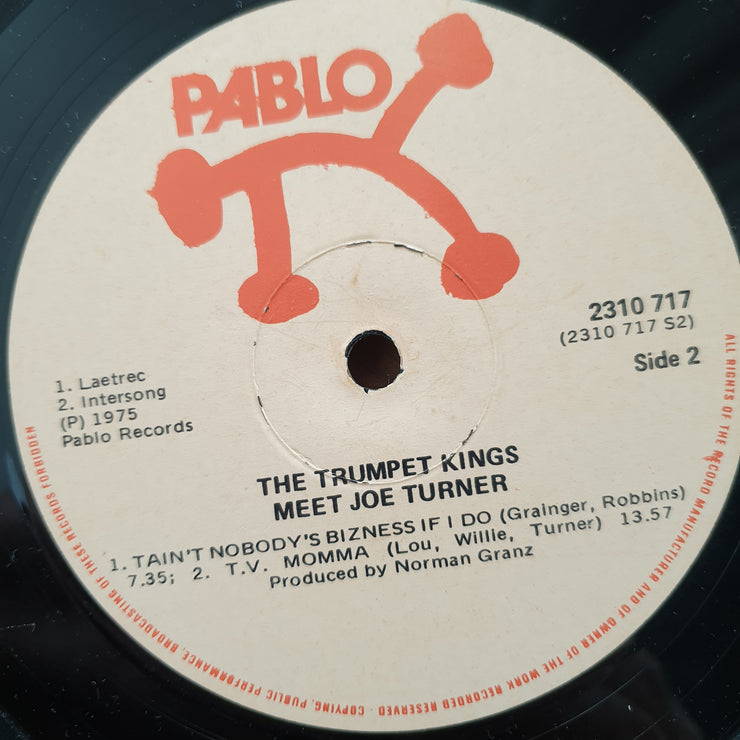 PABLO
2310 717
(2310 717 S2)
Side 2
1. Laetrec
2. Intersong
(P) 1975
Pablo Records
THE TRUMPET KINGS
MEET JOE TURNER
1. TAIN'T NOBODY'S BIZNESS IF I DO (Grainger, Robbins)
7.35; 2. T.V. MOMMA (Lou, Willie, Turner) 13.57
Produced by Norman Granz
ALL RIGHTS OF THE RECORD MANUFACTURER AND OF OWNER OF THE WORK RECORDED RESERVED · COPYING, PUBLIC PERFORMANCE, BROADCASTING OF THESE RECORDS FORBIDDEN